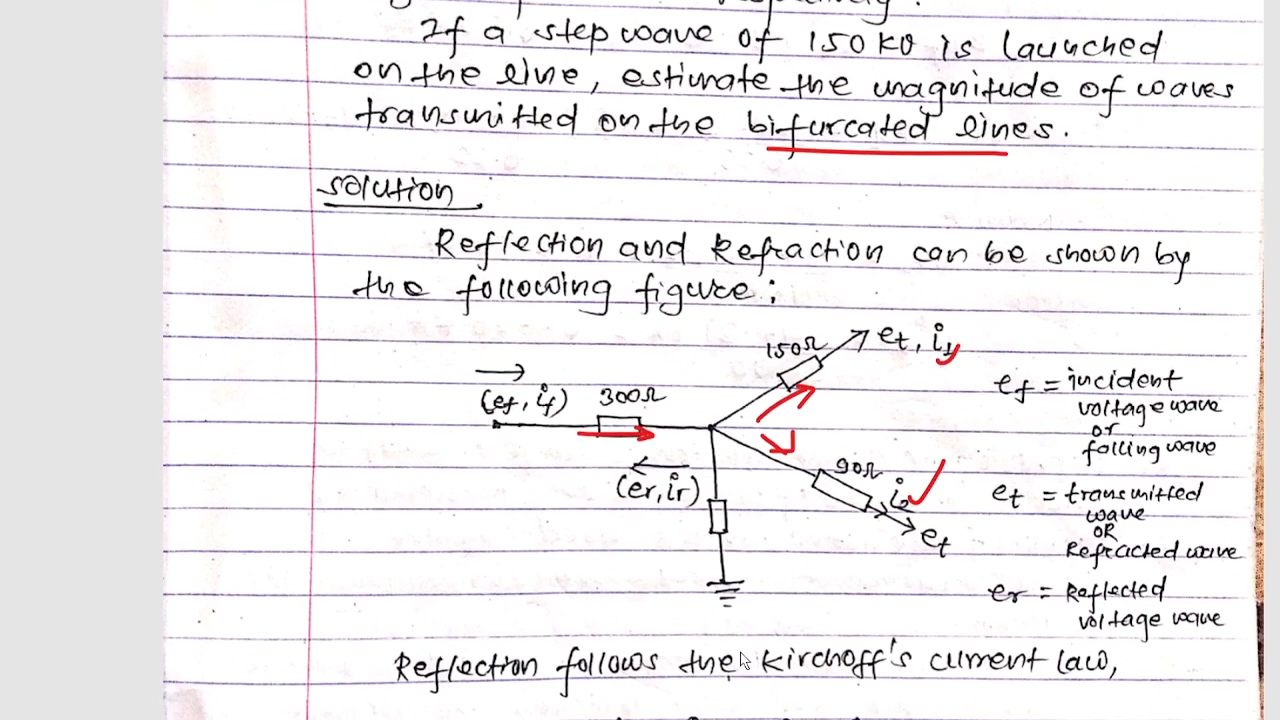 If a step wave of 150 KV is launched
on the line, estimate the magnitude of waves
transmitted on the bifurcated lines.
solution
Reflection and Refraction can be shown by
the following figure:
150Ω
et, i1
(ef, if)
300Ω
(er, ir)
90Ω
i2
et
ef = incident
voltage wave
or
falling wave
et = transmitted
wave
OR
Refracted wave
er = Reflected
voltage wave
Reflection follows the Kirchoff's current law,